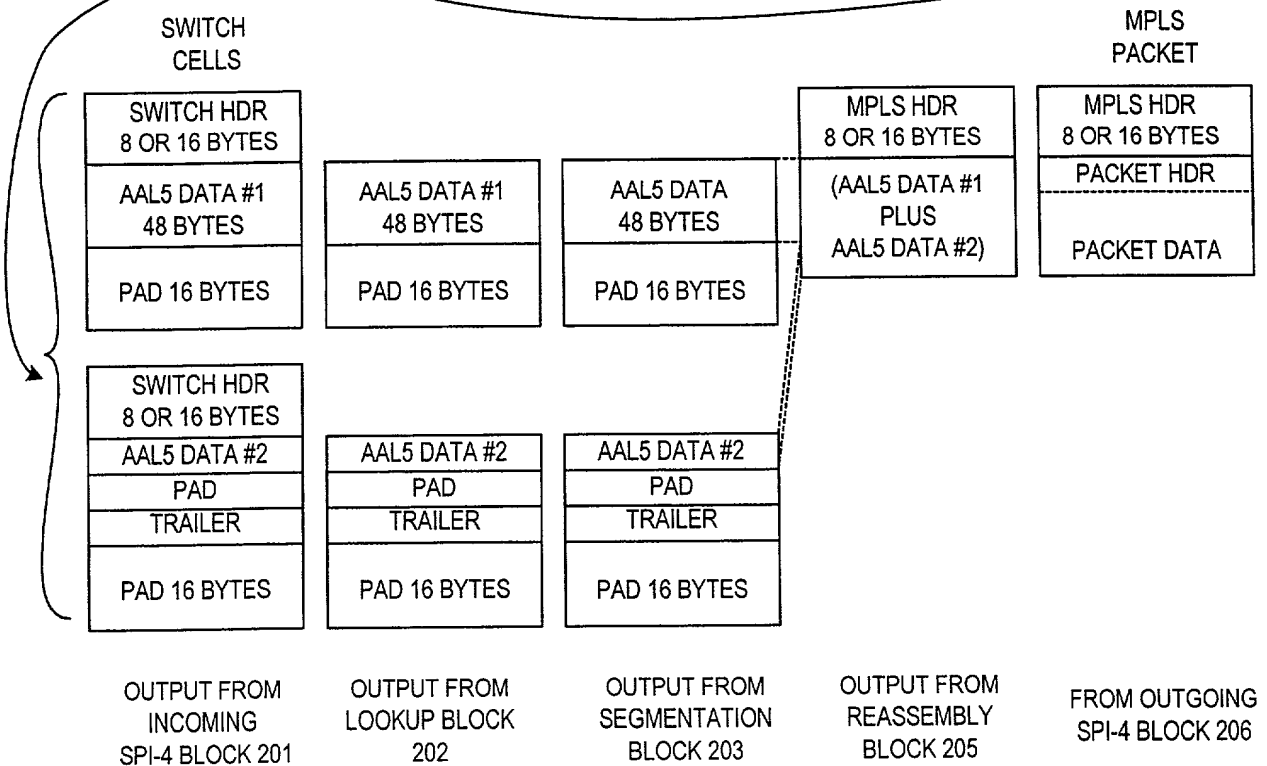 SWITCH
CELLS
SWITCH HDR
8 OR 16 BYTES
AAL5 DATA #1
48 BYTES
PAD 16 BYTES
SWITCH HDR
8 OR 16 BYTES
AAL5 DATA #2
PAD
TRAILER
PAD 16 BYTES
OUTPUT FROM
INCOMING
SPI-4 BLOCK 201
AAL5 DATA #1
48 BYTES
PAD 16 BYTES
AAL5 DATA #2
PAD
TRAILER
PAD 16 BYTES
OUTPUT FROM
LOOKUP BLOCK
202
AAL5 DATA
48 BYTES
PAD 16 BYTES
AAL5 DATA #2
PAD
TRAILER
PAD 16 BYTES
OUTPUT FROM
SEGMENTATION
BLOCK 203
MPLS HDR
8 OR 16 BYTES
(AAL5 DATA #1
PLUS
AAL5 DATA #2)
OUTPUT FROM
REASSEMBLY
BLOCK 205
MPLS
PACKET
MPLS HDR
8 OR 16 BYTES
PACKET HDR
PACKET DATA
FROM OUTGOING
SPI-4 BLOCK 206